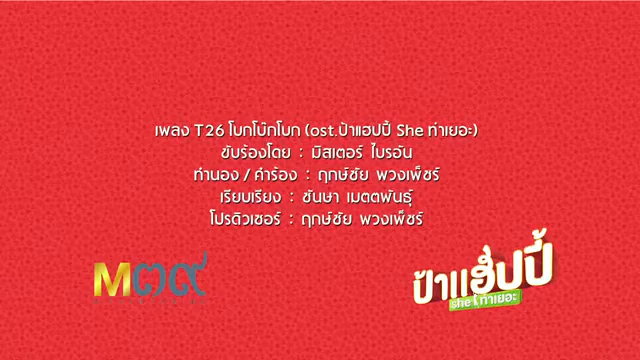 เพลง T26 โบกโบ๊กโบก (ost.ป้าแฮปปี้ She ท่าเยอะ)
ขับร้องโดย : มิสเตอร์ ไบรอัน
ทำนอง / คำร้อง : ฤกษ์ชัย พวงเพ็ชร์
เรียบเรียง : ชันษา เมตตพันธุ์
โปรดิวเซอร์ : ฤกษ์ชัย พวงเพ็ชร์
M๓๙
ป้าแฮปปี้
she ท่าเยอะ